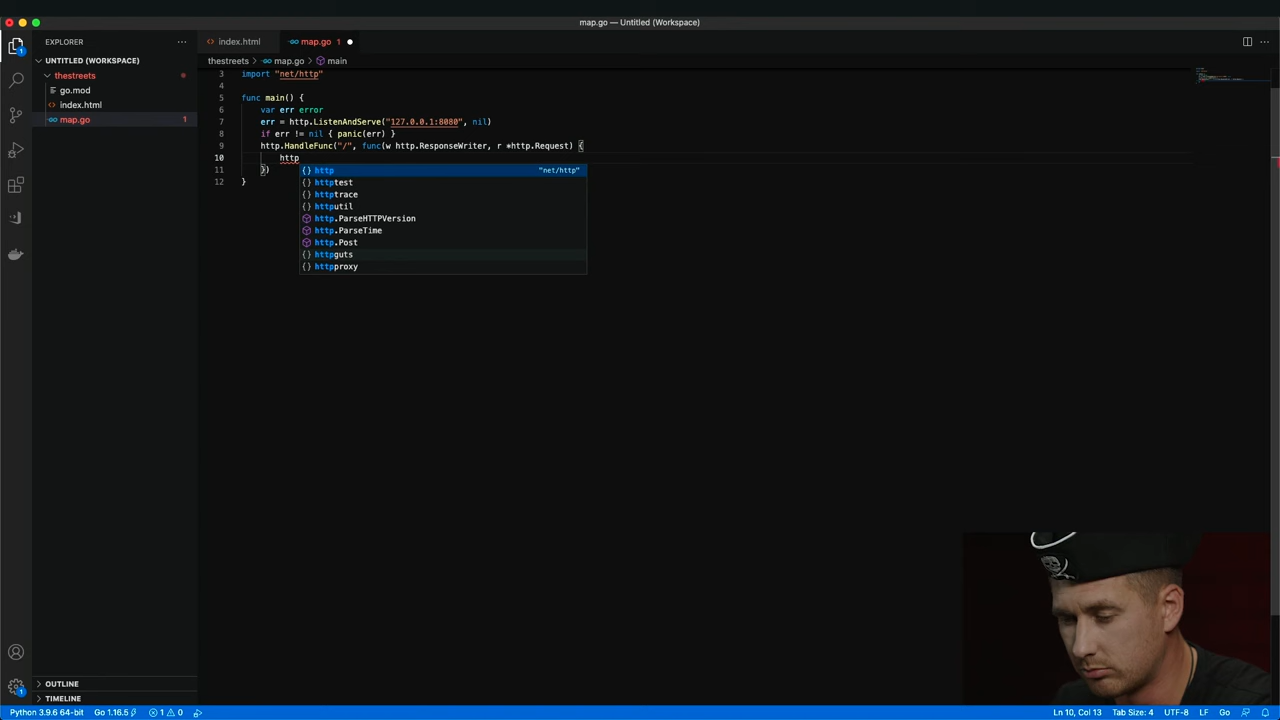 map.go — Untitled (Workspace)
EXPLORER
index.html
map.go 1
UNTITLED (WORKSPACE)
thestreets > map.go > main
thestreets
go.mod
index.html
map.go 1
3 import "net/http"
4
5 func main() {
6 var err error
7 err = http.ListenAndServe("127.0.0.1:8080", nil)
8 if err != nil { panic(err) }
9 http.HandleFunc("/", func(w http.ResponseWriter, r *http.Request) {
10 http
11 })
12 }
{} http "net/http"
{} httptest
{} httptrace
{} httputil
http.ParseHTTPVersion
http.ParseTime
http.Post
{} httpguts
{} httpproxy
1
OUTLINE
1
TIMELINE
Python 3.9.6 64-bit Go 1.16.5 1 0 Ln 10, Col 13 Tab Size: 4 UTF-8 LF Go